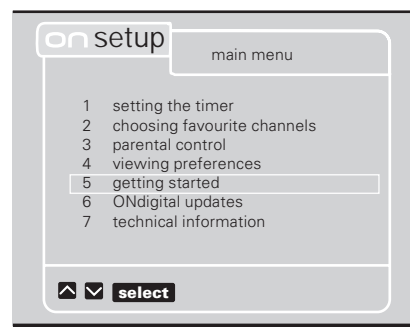 on setup
main menu
1 setting the timer
2 choosing favourite channels
3 parental control
4 viewing preferences
5 getting started
6 ONdigital updates
7 technical information
select